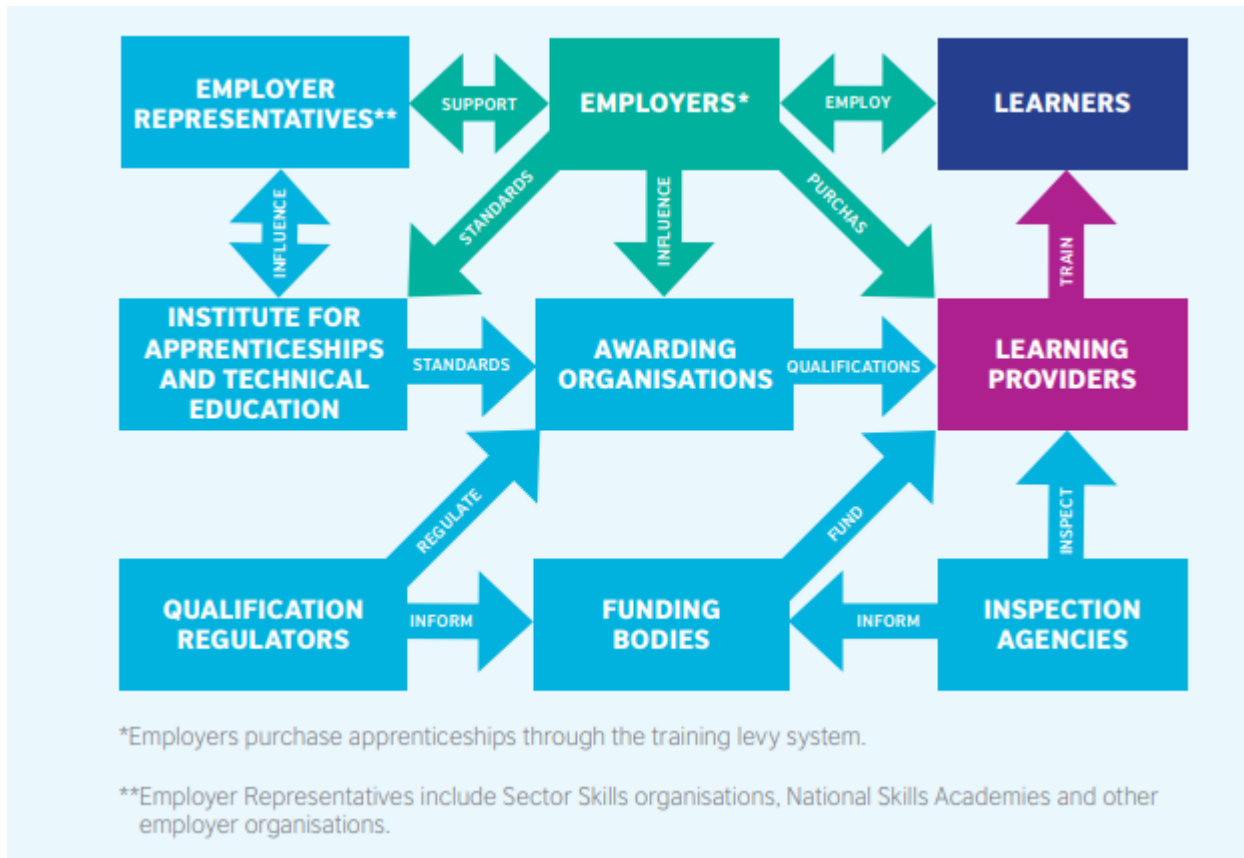 EMPLOYER
REPRESENTATIVES**
SUPPORT
EMPLOYERS*
EMPLOY
LEARNERS
INFLUENCE
STANDARDS
INFLUENCE
PURCHAS
TRAIN
INSTITUTE FOR
APPRENTICESHIPS
AND TECHNICAL
EDUCATION
STANDARDS
AWARDING
ORGANISATIONS
QUALIFICATIONS
LEARNING
PROVIDERS
REGULATE
FUND
INSPECT
QUALIFICATION
REGULATORS
INFORM
FUNDING
BODIES
INFORM
INSPECTION
AGENCIES
*Employers purchase apprenticeships through the training levy system.
**Employer Representatives include Sector Skills organisations, National Skills Academies and other
employer organisations.